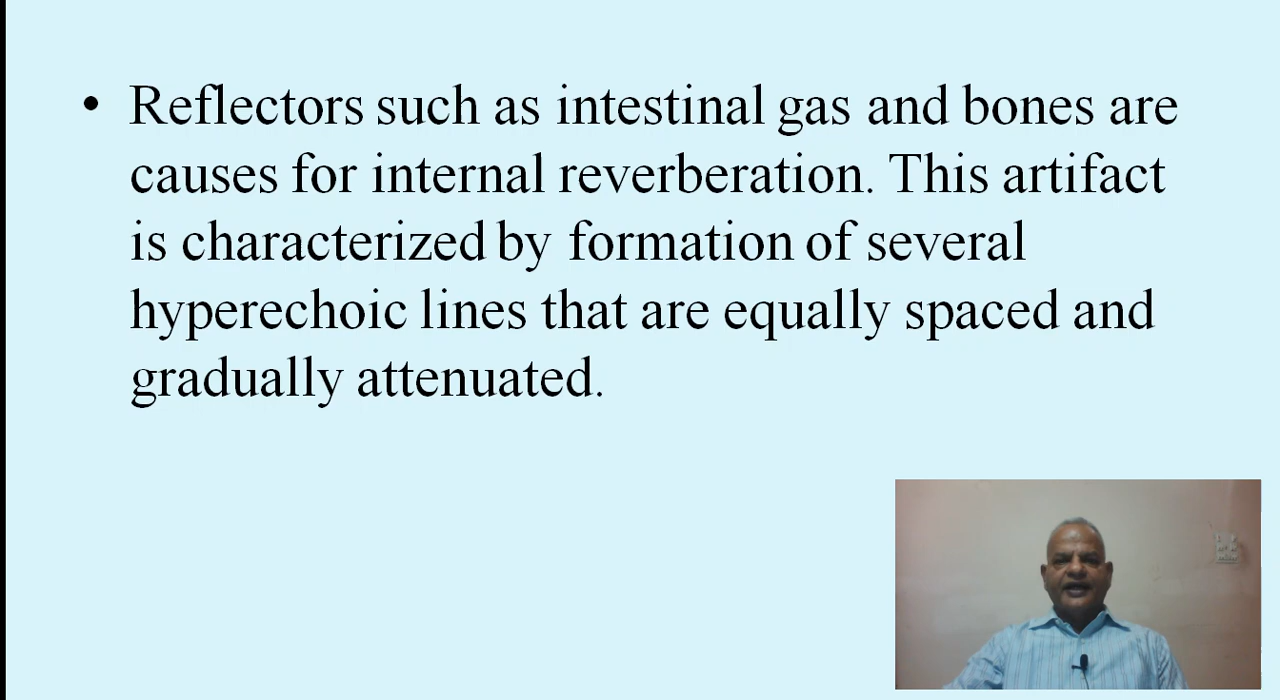 • Reflectors such as intestinal gas and bones are
causes for internal reverberation. This artifact
is characterized by formation of several
hyperechoic lines that are equally spaced and
gradually attenuated.